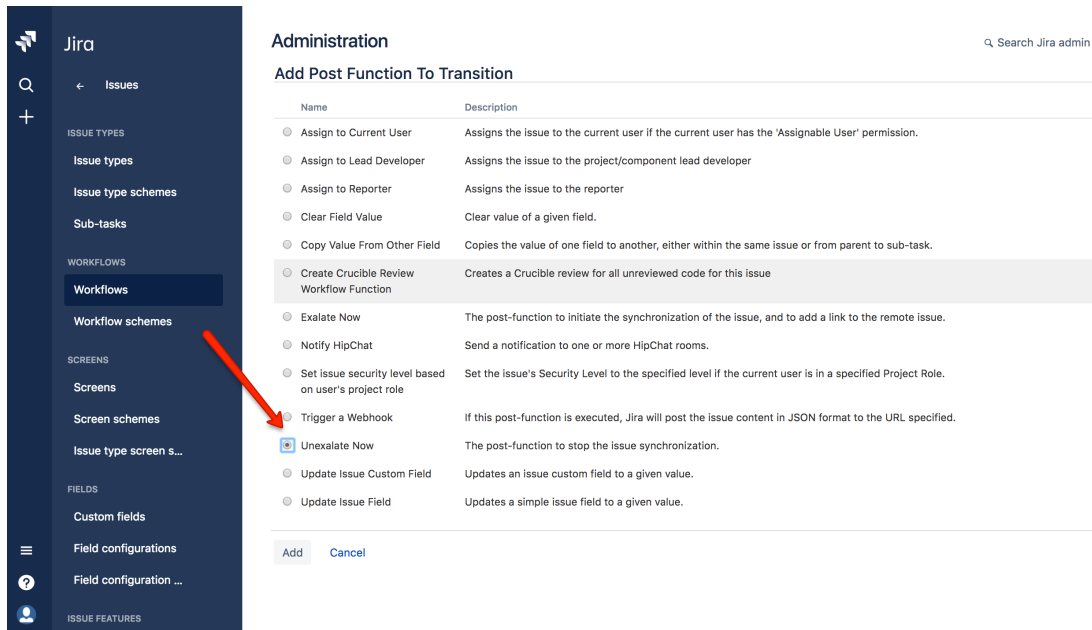 Jira
Issues
ISSUE TYPES
Issue types
Issue type schemes
Sub-tasks
WORKFLOWS
Workflows
Workflow schemes
SCREENS
Screens
Screen schemes
Issue type screen s...
FIELDS
Custom fields
Field configurations
Field configuration ...
ISSUE FEATURES
Administration
Search Jira admin
Add Post Function To Transition
Name Description
Assign to Current User Assigns the issue to the current user if the current user has the 'Assignable User' permission.
Assign to Lead Developer Assigns the issue to the project/component lead developer
Assign to Reporter Assigns the issue to the reporter
Clear Field Value Clear value of a given field.
Copy Value From Other Field Copies the value of one field to another, either within the same issue or from parent to sub-task.
Create Crucible Review Creates a Crucible review for all unreviewed code for this issue
Workflow Function
Exalate Now The post-function to initiate the synchronization of the issue, and to add a link to the remote issue.
Notify HipChat Send a notification to one or more HipChat rooms.
Set issue security level based Set the issue's Security Level to the specified level if the current user is in a specified Project Role.
on user's project role
Trigger a Webhook If this post-function is executed, Jira will post the issue content in JSON format to the URL specified.
Unexalate Now The post-function to stop the issue synchronization.
Update Issue Custom Field Updates an issue custom field to a given value.
Update Issue Field Updates a simple issue field to a given value.
Add Cancel